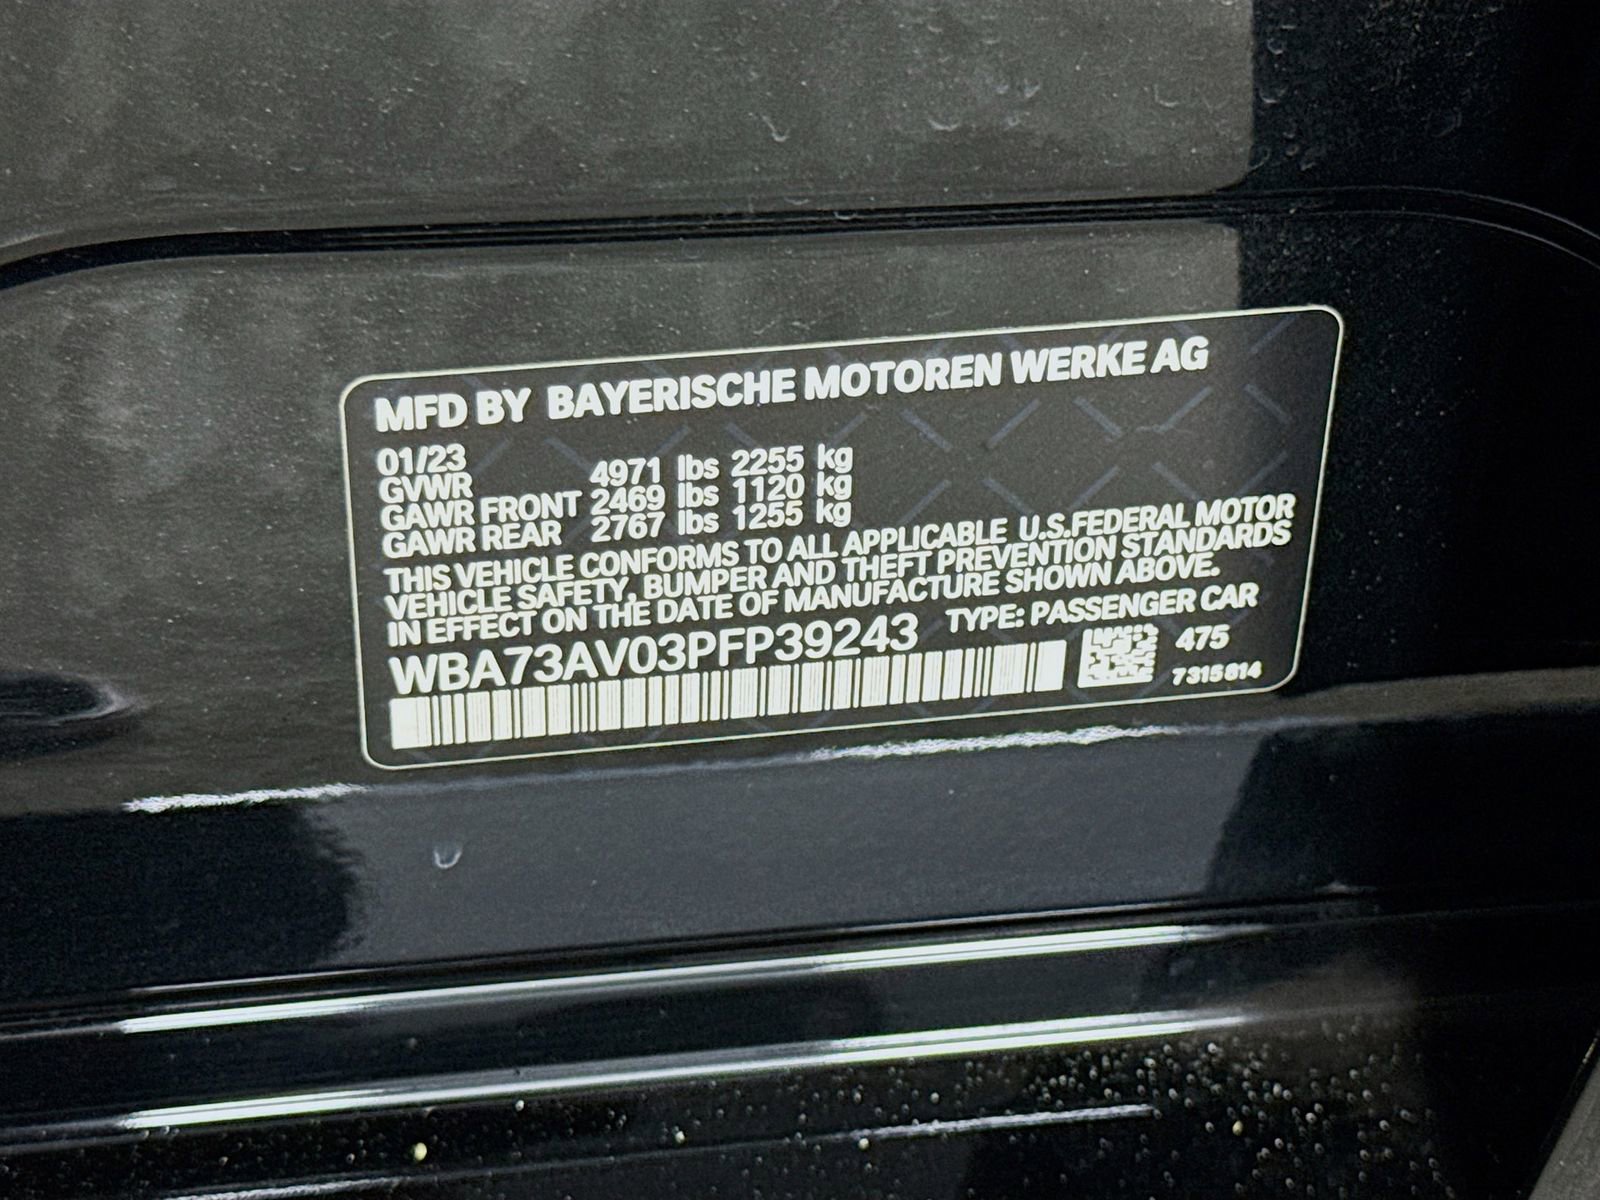 MFD BY BAYERISCHE MOTOREN WERKE AG
01/23
GVWR 4971 lbs 2255 kg
GAWR FRONT 2469 lbs 1120 kg
GAWR REAR 2767 lbs 1255 kg
THIS VEHICLE CONFORMS TO ALL APPLICABLE U.S.FEDERAL MOTOR
VEHICLE SAFETY, BUMPER AND THEFT PREVENTION STANDARDS
IN EFFECT ON THE DATE OF MANUFACTURE SHOWN ABOVE.
WBA73AV03PFP39243 TYPE: PASSENGER CAR
475
7315814